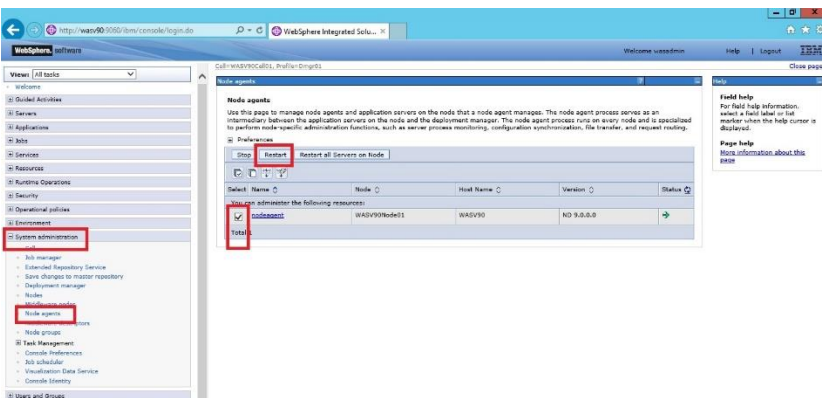 http://wasv90:9060/ibm/console/login.do
WebSphere Integrated Solu...
WebSphere. software
Welcome wasadmin
Help | Logout
IBM
Cell=WASV90Cell01, Profile=Dmgr01
Close page
View: All tasks
Welcome
Guided Activities
Servers
Applications
Jobs
Services
Resources
Runtime Operations
Security
Operational policies
Environment
System administration
Job manager
Extended Repository Service
Save changes to master repository
Deployment manager
Nodes
Middleware nodes
Node agents
Node groups
Task Management
Console Preferences
Job scheduler
Visualization Data Service
Console Identity
Users and Groups
Node agents
Node agents
Use this page to manage node agents and application servers on the node that a node agent manages. The node agent process serves as an
intermediary between the application servers on the node and the deployment manager. The node agent process runs on every node and is specialized
to perform node-specific administration functions, such as server process monitoring, configuration synchronization, file transfer, and request routing.
Preferences
Stop Restart Restart all Servers on Node
Select Name Node Host Name Version Status
You can administer the following resources:
nodeagent WASV90Node01 WASV90 ND 9.0.0.0
Total 1
Help
Field help
For field help information,
select a field label or list
marker when the help cursor is
displayed.
Page help
More information about this
page